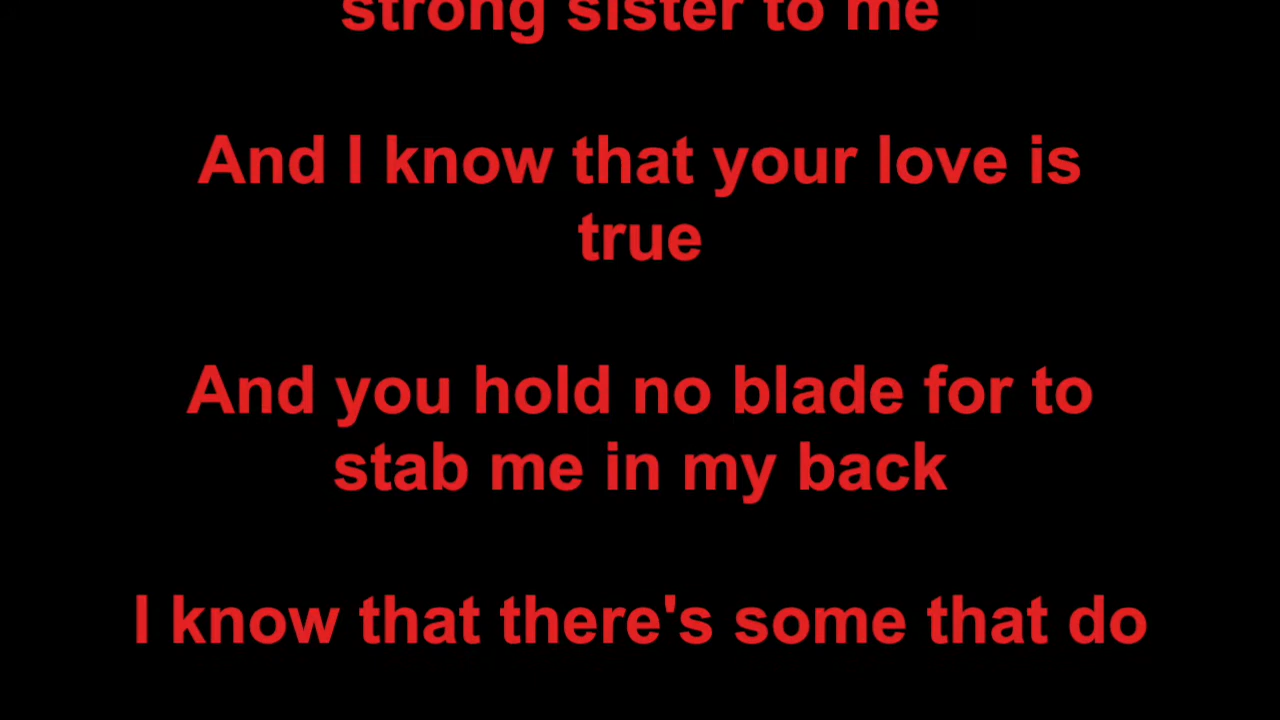 strong sister to me
And I know that your love is
true
And you hold no blade for to
stab me in my back
I know that there's some that do